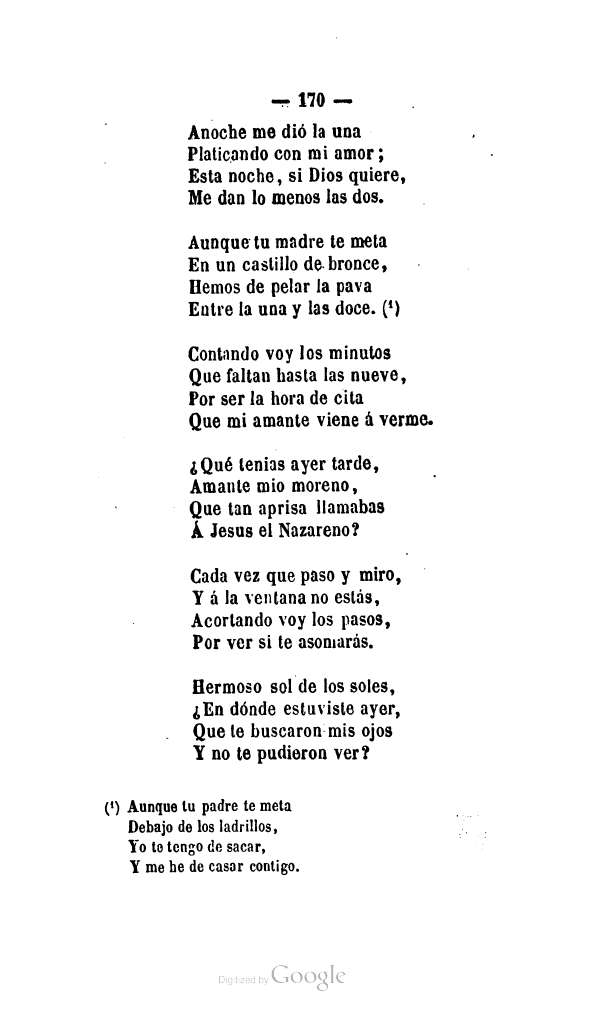 — 170 —
Anoche me dió la una
Platicando con mi amor;
Esta noche, si Dios quiere,
Me dan lo menos las dos.
Aunque tu madre te meta
En un castillo de bronce,
Hemos de pelar la pava
Entre la una y las doce. (¹)
Contando voy los minutos
Que faltan hasta las nueve,
Por ser la hora de cita
Que mi amante viene á verme.
¿Qué tenias ayer tarde,
Amante mio moreno,
Que tan aprisa llamabas
Á Jesus el Nazareno?
Cada vez que paso y miro,
Y á la ventana no estás,
Acortando voy los pasos,
Por ver si te asomarás.
Hermoso sol de los soles,
¿En dónde estuviste ayer,
Que te buscaron mis ojos
Y no te pudieron ver?
(¹) Aunque tu padre te meta
Debajo de los ladrillos,
Yo te tengo de sacar,
Y me he de casar contigo.
Digitized by Google